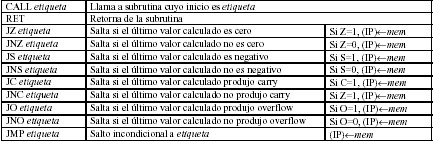 CALL etiqueta Llama a subrutina cuyo inicio es etiqueta
RET Retorna de la subrutina
JZ etiqueta Salta si el último valor calculado es cero Si Z=1, (IP)←mem
JNZ etiqueta Salta si el último valor calculado no es cero Si Z=0, (IP)←mem
JS etiqueta Salta si el último valor calculado es negativo Si S=1, (IP)←mem
JNS etiqueta Salta si el último valor calculado no es negativo Si S=0, (IP)←mem
JC etiqueta Salta si el último valor calculado produjo carry Si C=1, (IP)←mem
JNC etiqueta Salta si el último valor calculado no produjo carry Si Z=1, (IP)←mem
JO etiqueta Salta si el último valor calculado produjo overflow Si O=1, (IP)←mem
JNO etiqueta Salta si el último valor calculado no produjo overflow Si O=0, (IP)←mem
JMP etiqueta Salto incondicional a etiqueta (IP)←mem